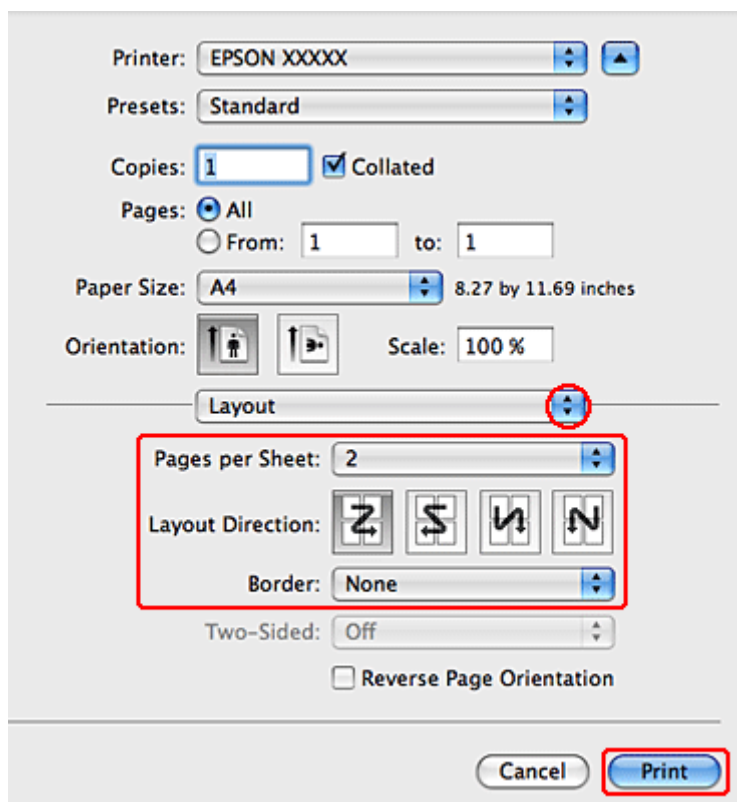 Printer: EPSON XXXXX
Presets: Standard
Copies: 1 Collated
Pages: All
From: 1 to: 1
Paper Size: A4 8.27 by 11.69 inches
Orientation: Scale: 100 %
Layout
Pages per Sheet: 2
Layout Direction:
Border: None
Two-Sided: Off
Reverse Page Orientation
Cancel Print